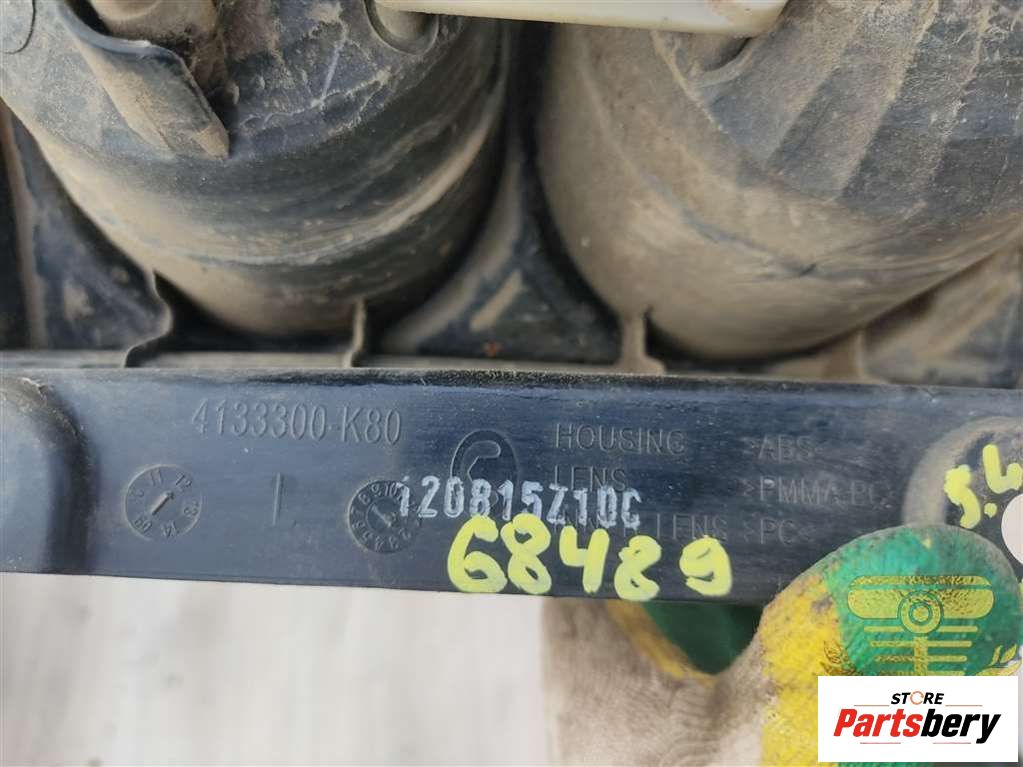 4133300-K80
HOUSING >ABS<
LENS >PMMA,PC<
LENS >PC<
L
120815Z10C
68489
5.4
STORE
Partsbery